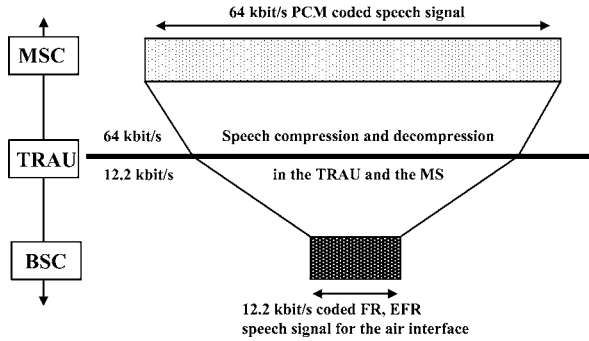 64 kbit/s PCM coded speech signal
MSC
64 kbit/s
Speech compression and decompression
TRAU
12.2 kbit/s
in the TRAU and the MS
BSC
12.2 kbit/s coded FR, EFR
speech signal for the air interface